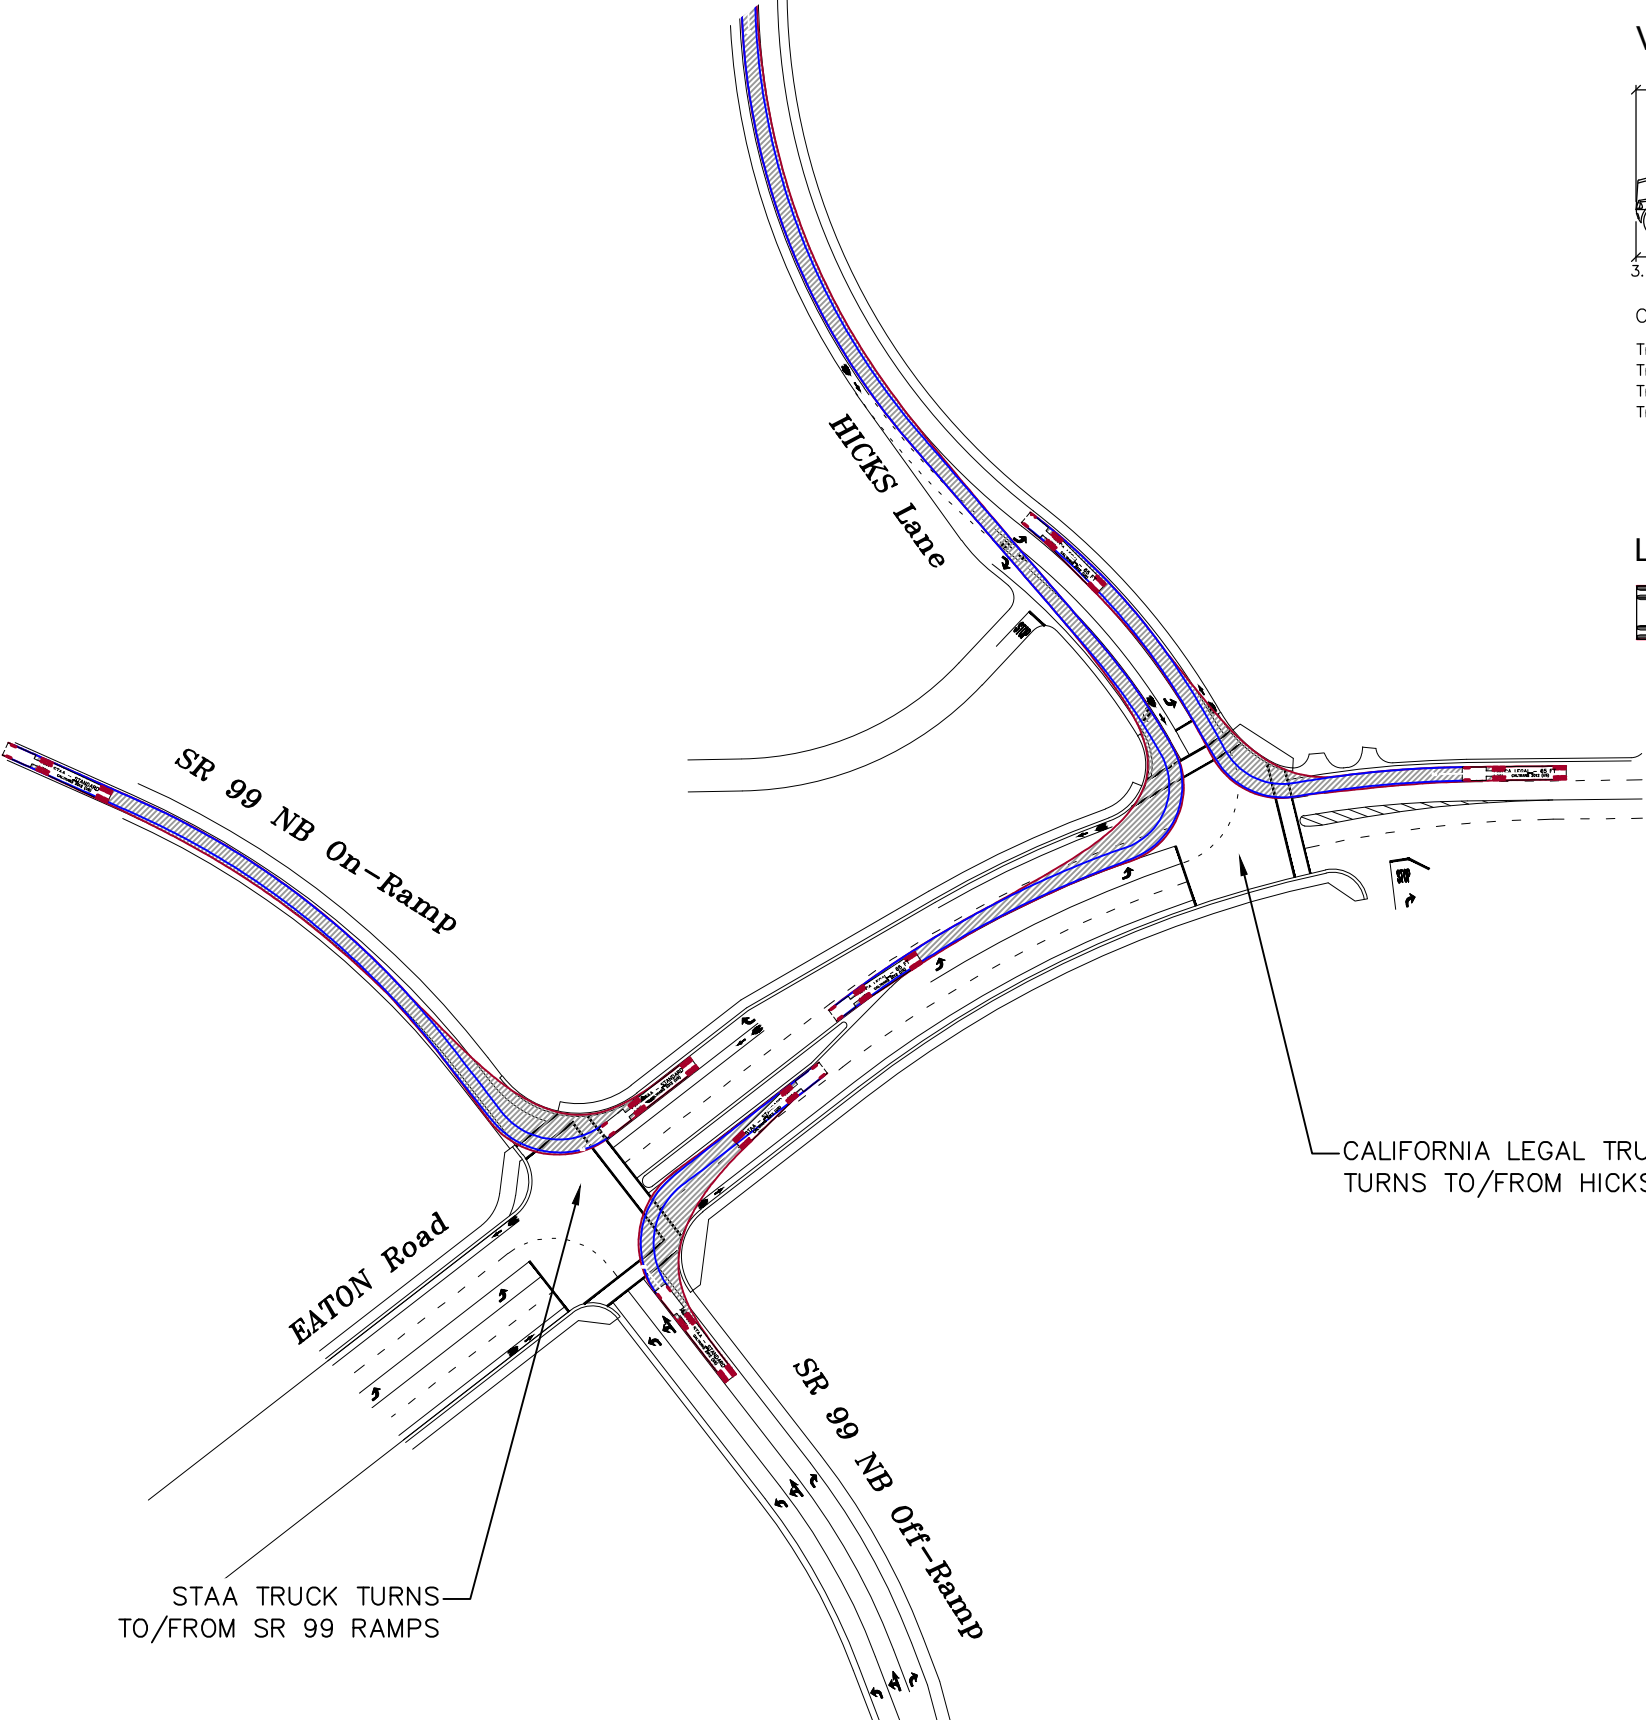 HICKS Lane
SR 99 NB On-Ramp
CALIFORNIA LEGAL TRU
TURNS TO/FROM HICKS
EATON Road
SR 99 NB Off-Ramp
STAA TRUCK TURNS
TO/FROM SR 99 RAMPS
3.